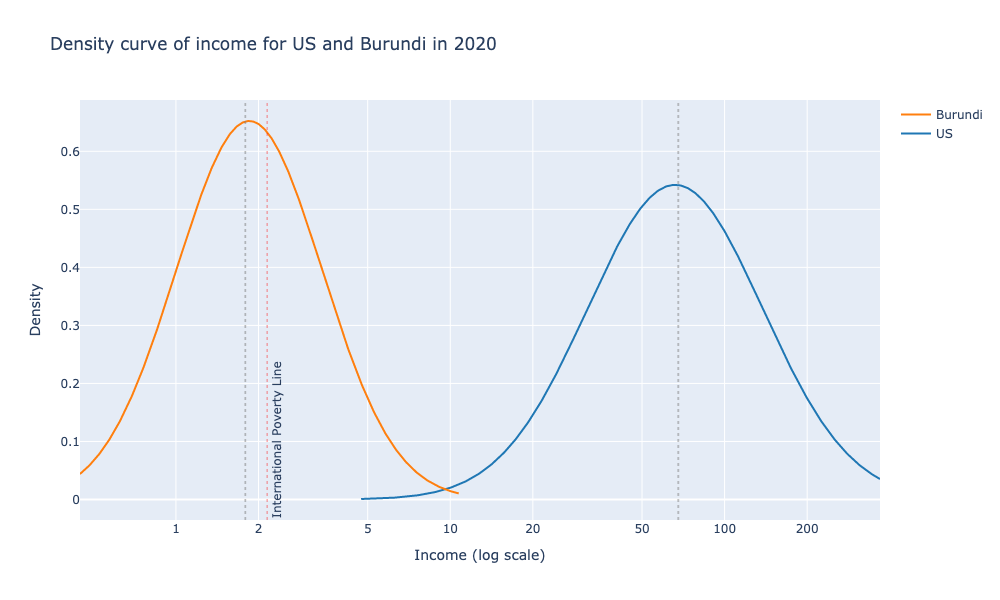 Density curve of income for US and Burundi in 2020
Burundi
US
0.6
0.5
0.4
0.3
0.2
0.1
0
Density
International Poverty Line
1
2
5
10
20
50
100
200
Income (log scale)